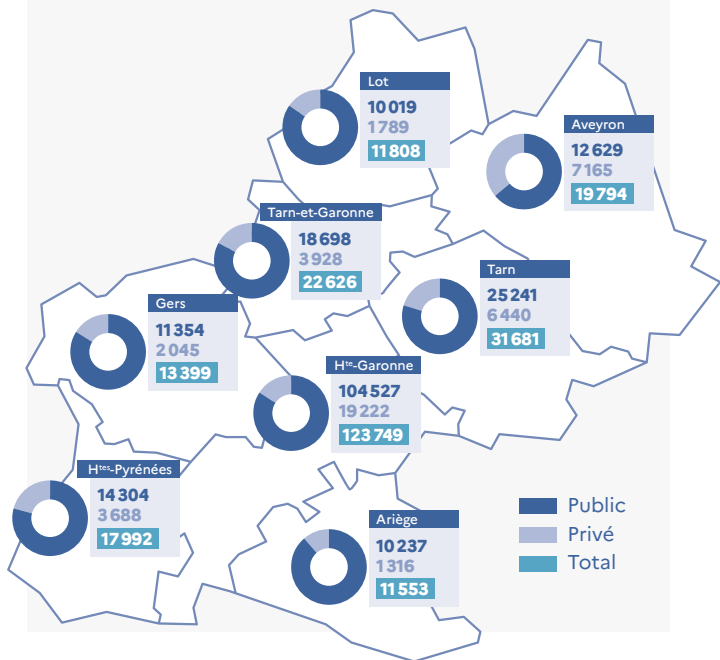 Lot
10 019
1 789
11 808
Aveyron
12 629
7 165
19 794
Tarn-et-Garonne
18 698
3 928
22 626
Tarn
25 241
6 440
31 681
Gers
11 354
2 045
13 399
Hte-Garonne
104 527
19 222
123 749
Htes-Pyrénées
14 304
3 688
17 992
Ariège
10 237
1 316
11 553
Public
Privé
Total